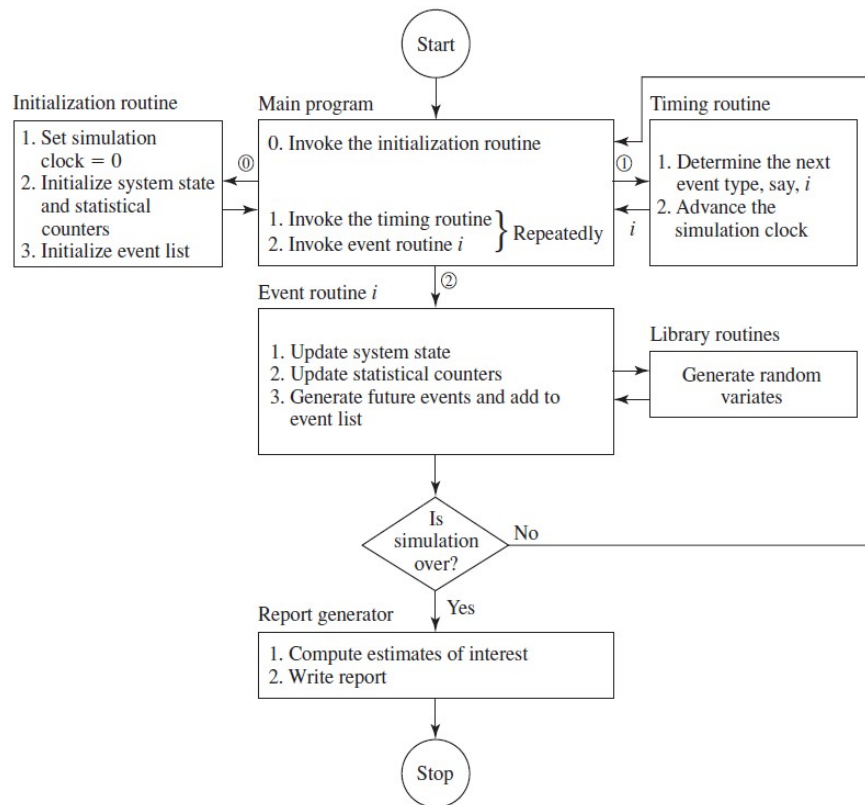 Start
Initialization routine
1. Set simulation
clock = 0
2. Initialize system state
and statistical
counters
3. Initialize event list
⓪
Main program
0. Invoke the initialization routine
1. Invoke the timing routine
2. Invoke event routine i
} Repeatedly
①
i
Timing routine
1. Determine the next
event type, say, i
2. Advance the
simulation clock
②
Event routine i
1. Update system state
2. Update statistical counters
3. Generate future events and add to
event list
Library routines
Generate random
variates
Is
simulation
over?
No
Yes
Report generator
1. Compute estimates of interest
2. Write report
Stop